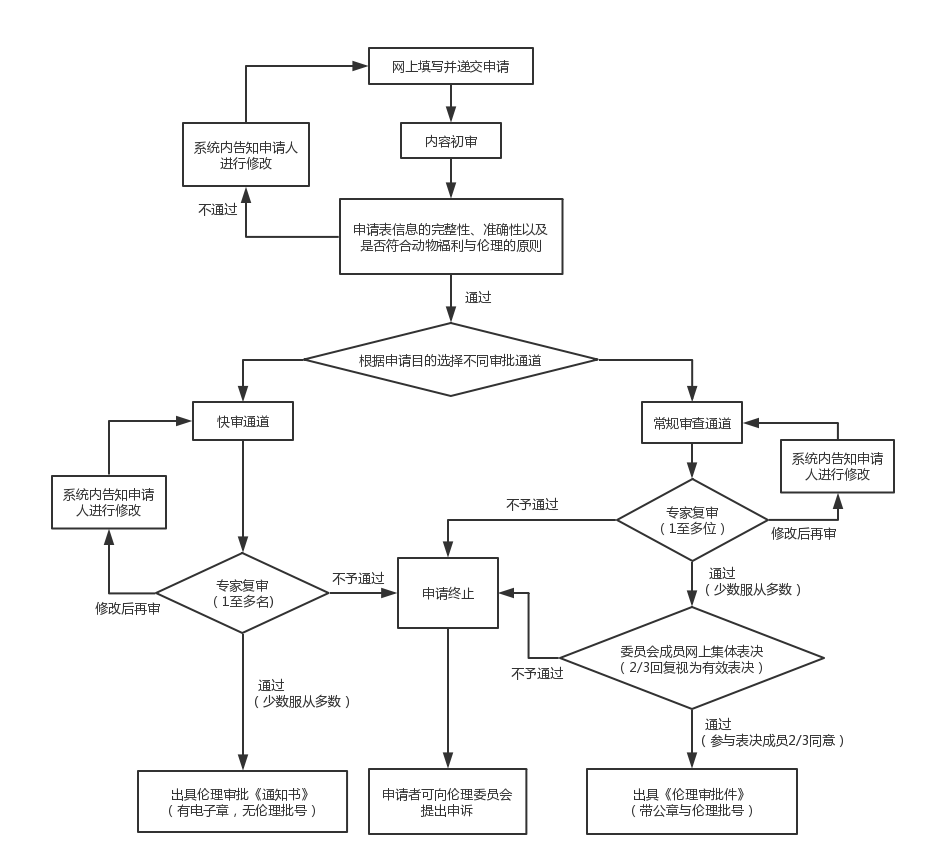 网上填写并递交申请
系统内告知申请人
进行修改
内容初审
不通过
申请表信息的完整性、准确性以及
是否符合动物福利与伦理的原则
通过
根据申请目的选择不同审批通道
快审通道
常规审查通道
系统内告知申请
人进行修改
系统内告知申请
人进行修改
不予通过
专家复审
（1至多位）
修改后再审
专家复审
（1至多名)
不予通过
修改后再审
申请终止
通过
（少数服从多数）
委员会成员网上集体表决
（2/3回复视为有效表决）
不予通过
通过
（少数服从多数）
通过
（参与表决成员2/3同意）
出具伦理审批《通知书》
（有电子章，无伦理批号）
申请者可向伦理委员会
提出申诉
出具《伦理审批件》
（带公章与伦理批号）